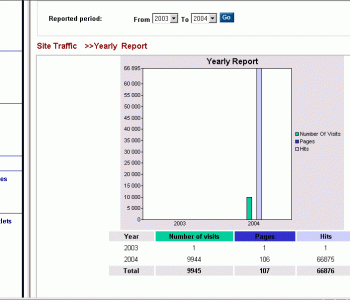 Reported period: From 2003 To 2004 Go
Site Traffic >>Yearly Report
Yearly Report
66 895
60 000
55 000
50 000
45 000
40 000
35 000
30 000
25 000
20 000
15 000
10 000
5 000
0
2003 2004
Number Of Visits
Pages
Hits
es
lets
Year Number of visits Pages Hits
2003 1 1 1
2004 9944 106 66875
Total 9945 107 66876